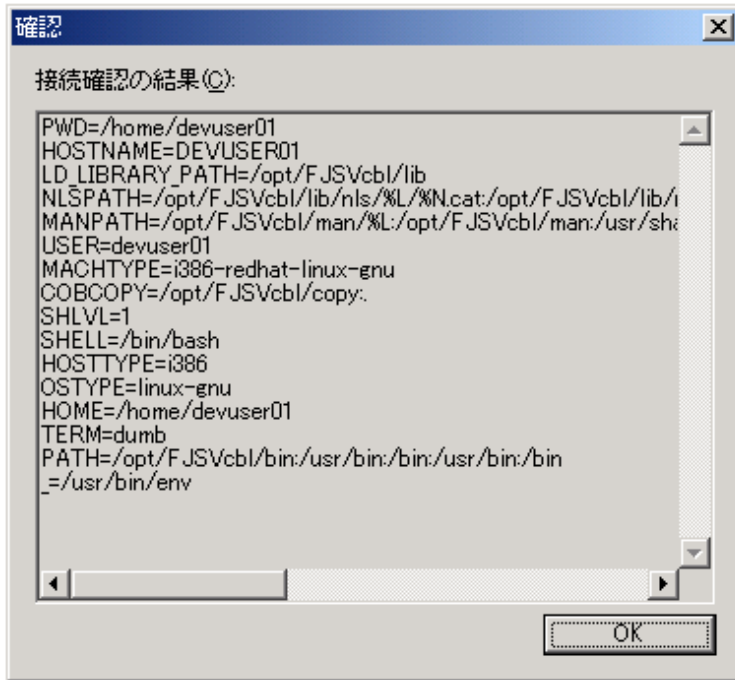 確認
接続確認の結果(C):
PWD=/home/devuser01
HOSTNAME=DEVUSER01
LD_LIBRARY_PATH=/opt/FJSVcbl/lib
NLSPATH=/opt/FJSVcbl/lib/nls/%L/%N.cat:/opt/FJSVcbl/lib/
MANPATH=/opt/FJSVcbl/man/%L:/opt/FJSVcbl/man:/usr/sha
USER=devuser01
MACHTYPE=i386-redhat-linux-gnu
COBCOPY=/opt/FJSVcbl/copy:.
SHLVL=1
SHELL=/bin/bash
HOSTTYPE=i386
OSTYPE=linux-gnu
HOME=/home/devuser01
TERM=dumb
PATH=/opt/FJSVcbl/bin:/usr/bin:/bin:/usr/bin:/bin
_=/usr/bin/env
OK